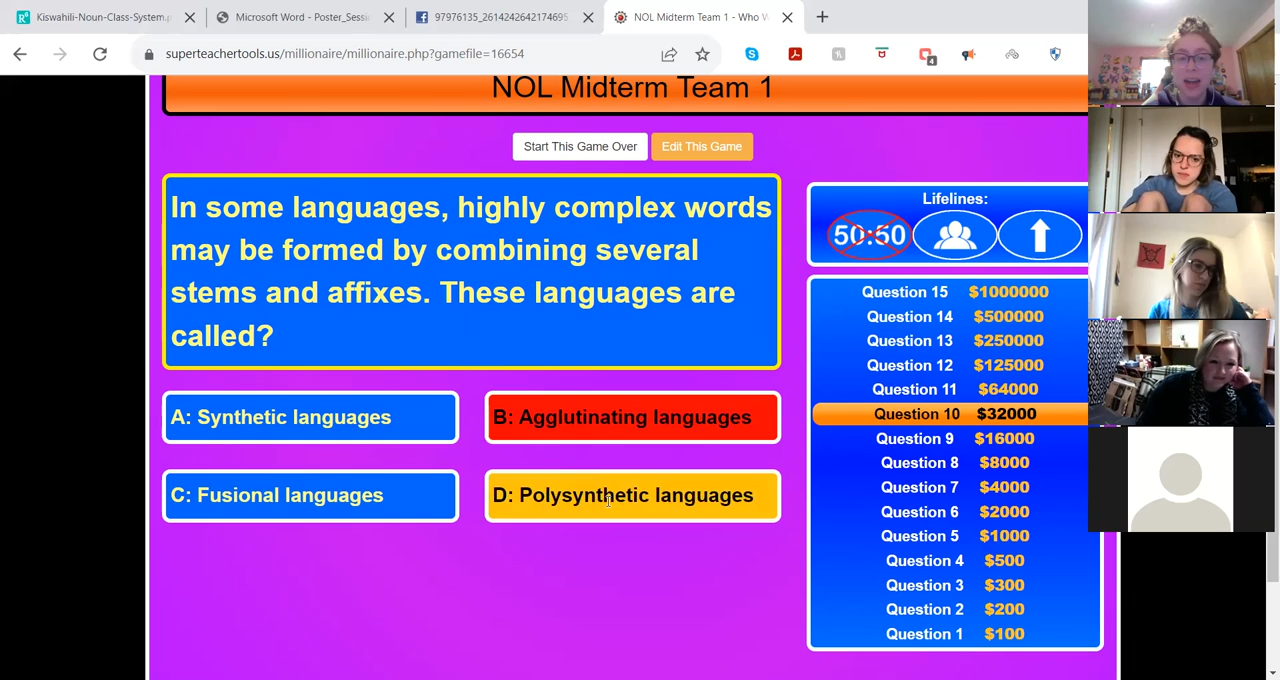 Kiswahili-Noun-Class-System.p
Microsoft Word - Poster_Sessi
97976135_2614242642174695
NOL Midterm Team 1 - Who W
superteachertools.us/millionaire/millionaire.php?gamefile=16654
4
NOL Midterm Team 1
Start This Game Over
Edit This Game
In some languages, highly complex words
may be formed by combining several
stems and affixes. These languages are
called?
A: Synthetic languages
B: Agglutinating languages
C: Fusional languages
D: Polysynthetic languages
Lifelines:
50:50
Question 15 $1000000
Question 14 $500000
Question 13 $250000
Question 12 $125000
Question 11 $64000
Question 10 $32000
Question 9 $16000
Question 8 $8000
Question 7 $4000
Question 6 $2000
Question 5 $1000
Question 4 $500
Question 3 $300
Question 2 $200
Question 1 $100